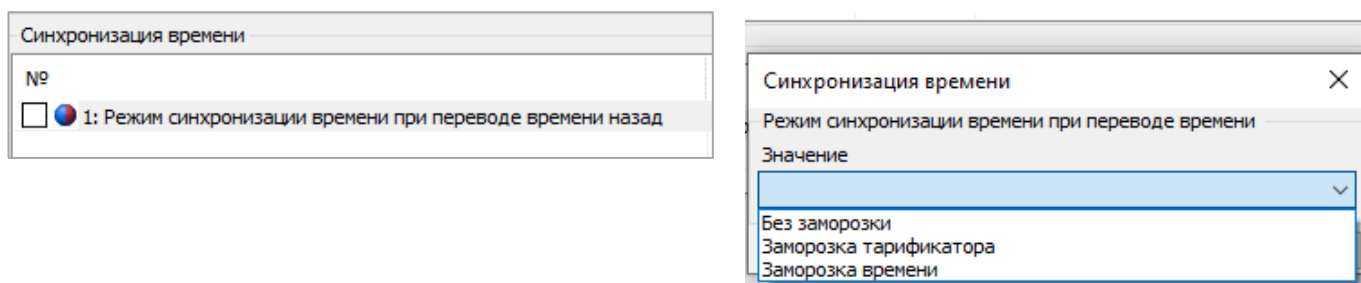 Синхронизация времени
№
1: Режим синхронизации времени при переводе времени назад
Синхронизация времени
Режим синхронизации времени при переводе времени
Значение
Без заморозки
Заморозка тарификатора
Заморозка времени